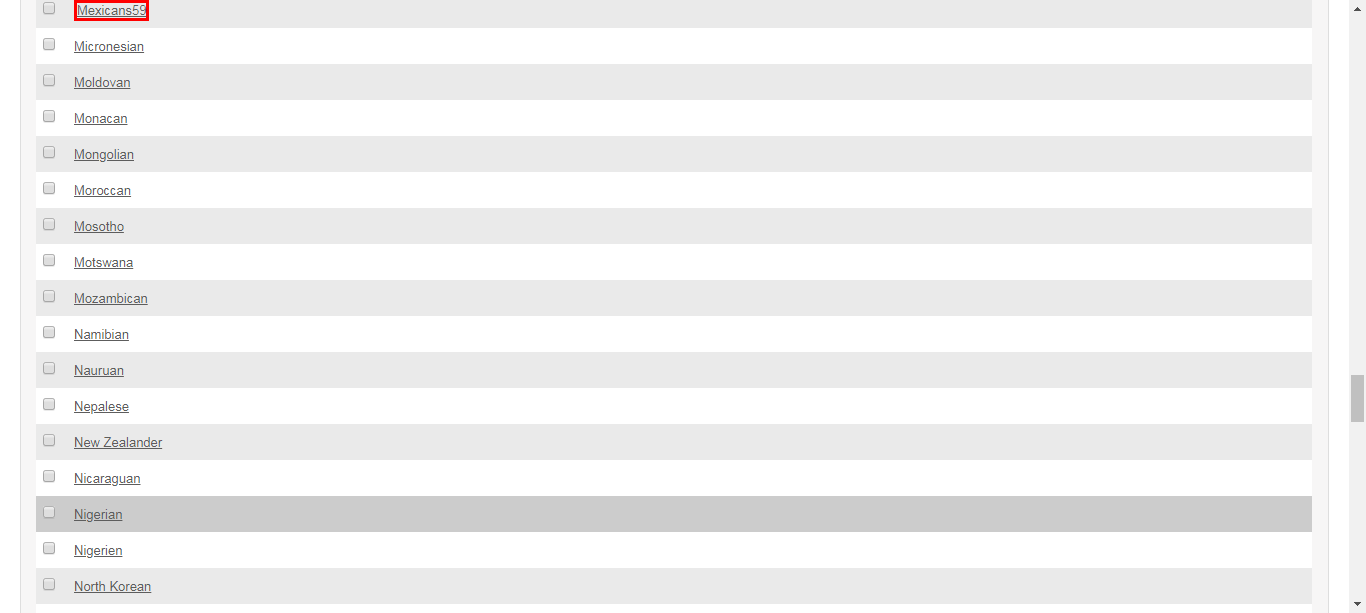 Mexicans59
Micronesian
Moldovan
Monacan
Mongolian
Moroccan
Mosotho
Motswana
Mozambican
Namibian
Nauruan
Nepalese
New Zealander
Nicaraguan
Nigerian
Nigerien
North Korean